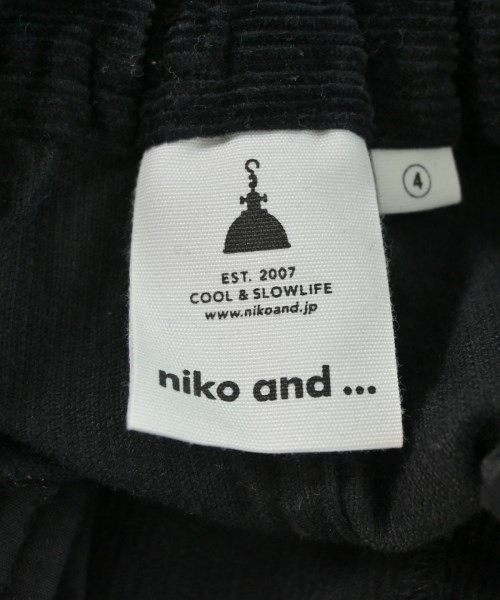 ④
EST. 2007
COOL & SLOWLIFE
www.nikoand.jp
niko and ...